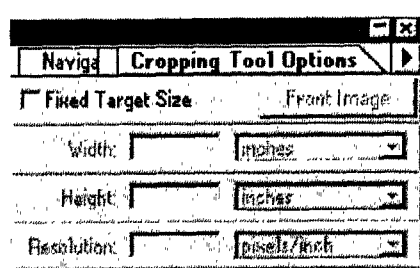 Naviga Cropping Tool Options
Fixed Target Size Front Image
Width: inches
Height: inches
Resolution: pixels/inch